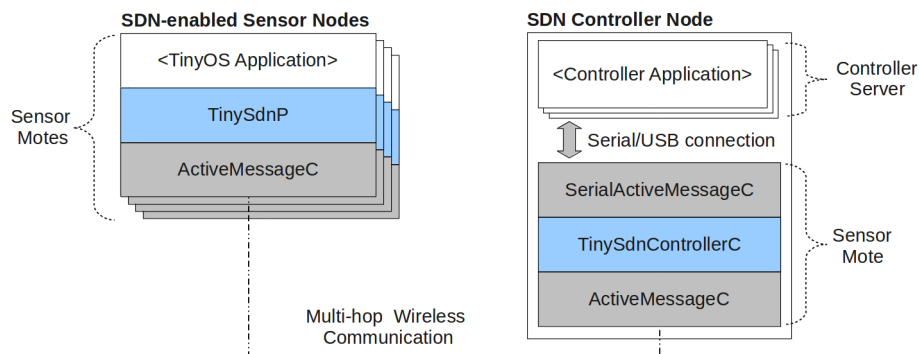 SDN-enabled Sensor Nodes
<TinyOS Application>
TinySdnP
ActiveMessageC
Sensor
Motes
SDN Controller Node
<Controller Application>
Controller
Server
Serial/USB connection
SerialActiveMessageC
TinySdnControllerC
ActiveMessageC
Sensor
Mote
Multi-hop Wireless
Communication